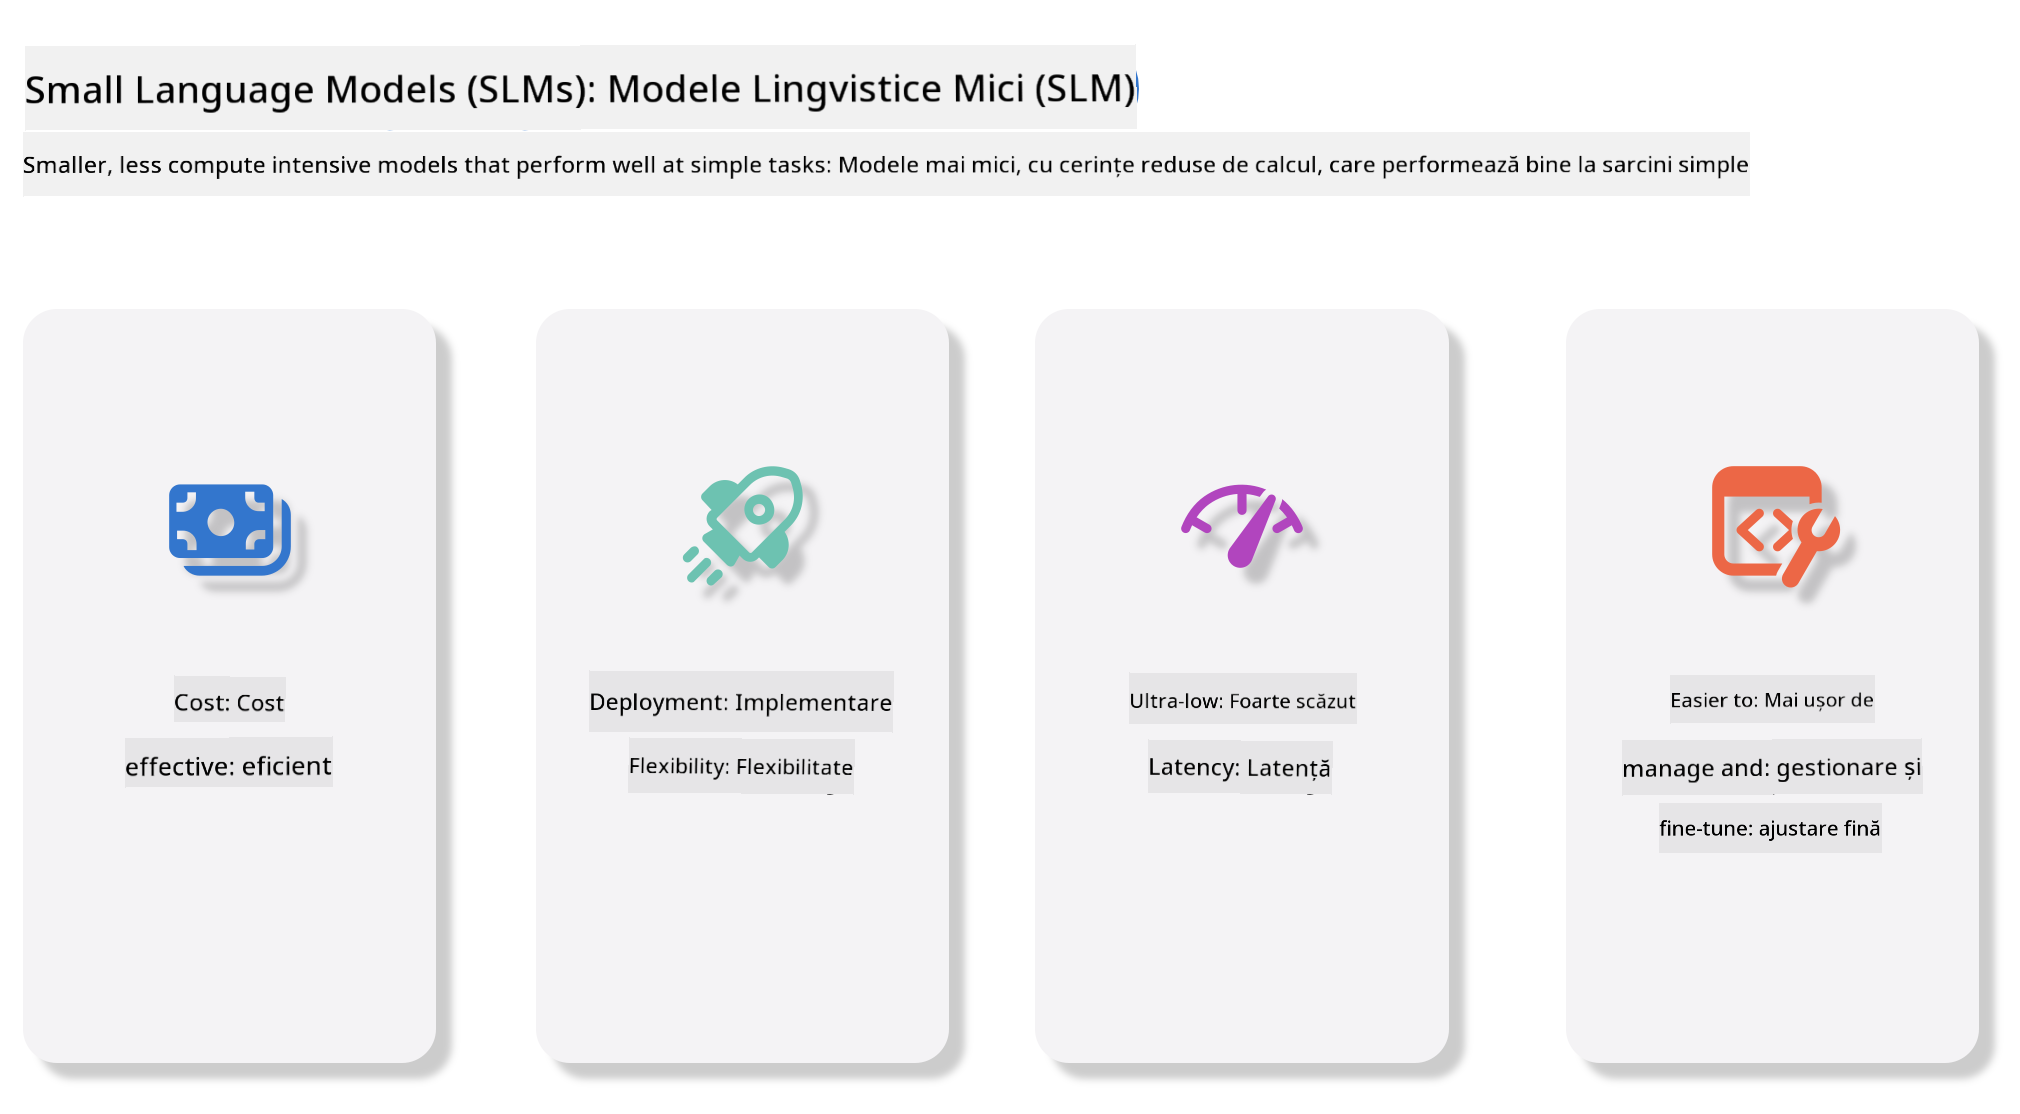 Small Language Models (SLMs): Modele Lingvistice Mici (SLM)
Smaller, less compute intensive models that perform well at simple tasks: Modele mai mici, cu cerințe reduse de calcul, care performează bine la sarcini simple
Cost: Cost
effective: eficient
Deployment: Implementare
Flexibility: Flexibilitate
Ultra-low: Foarte scăzut
Latency: Latență
Easier to: Mai ușor de
manage and: gestionare și
fine-tune: ajustare fină